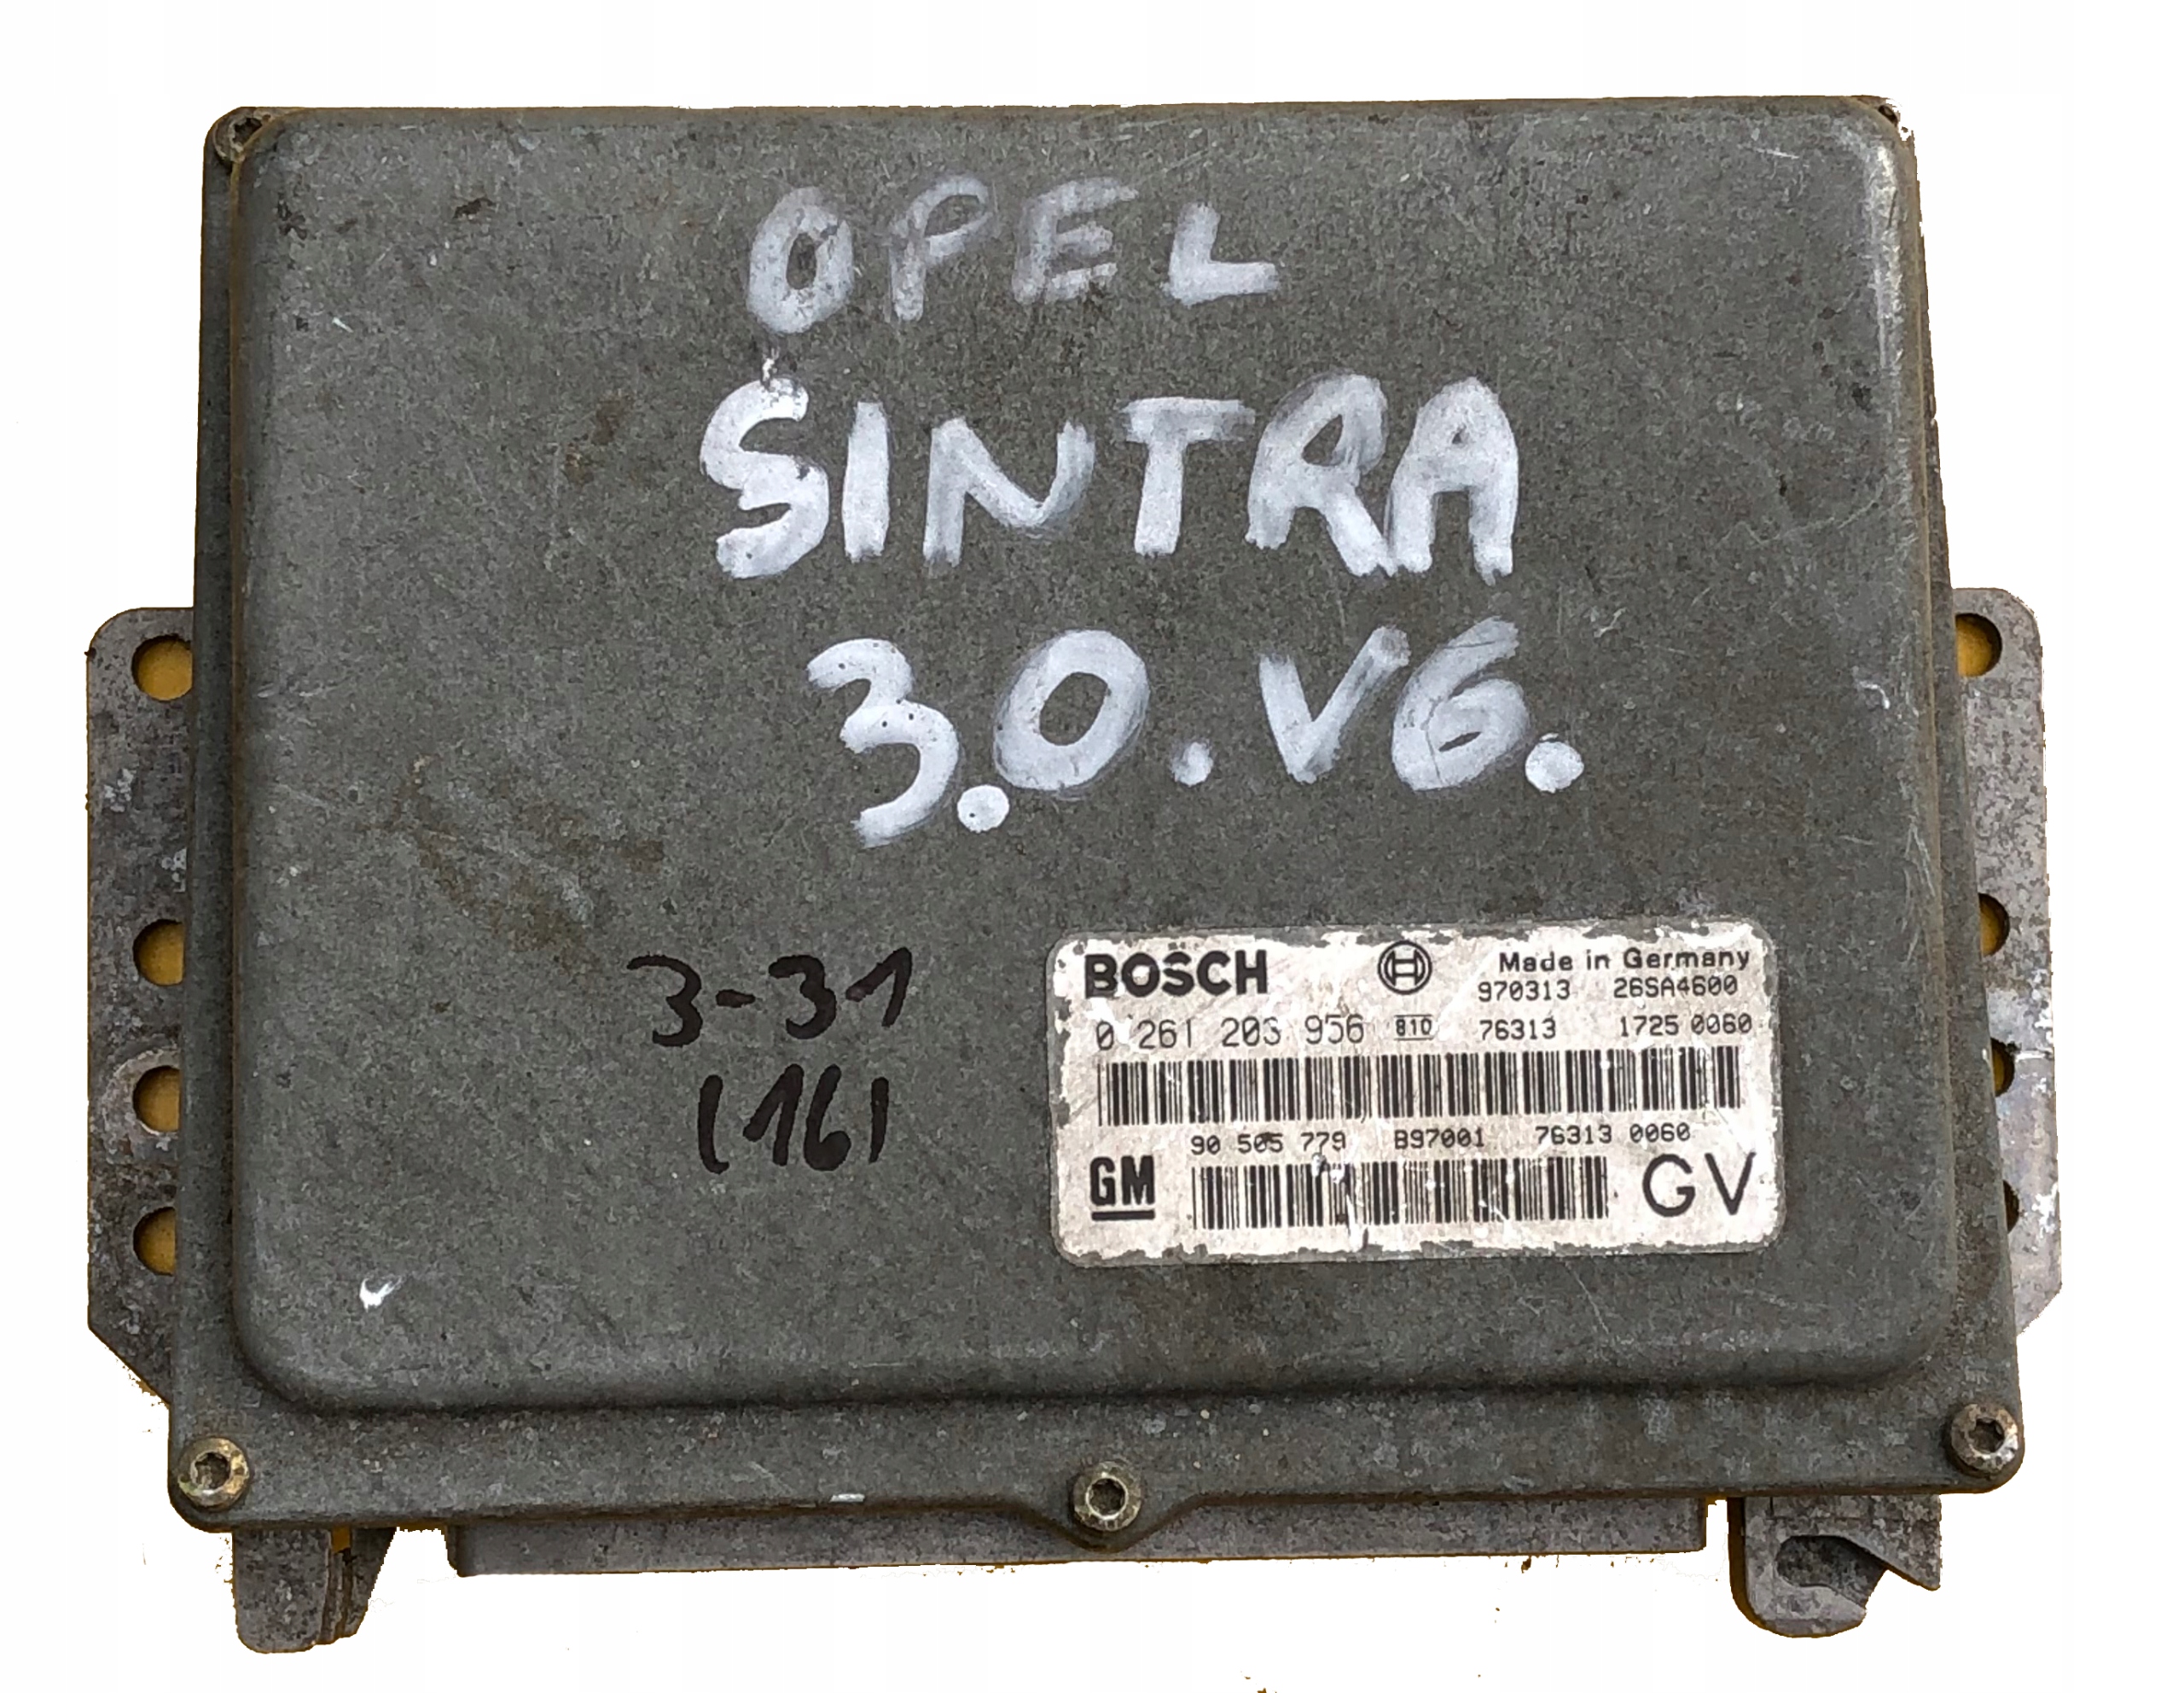 OPEL
SINTRA
3.0.V6.
3-31
(16)
BOSCH Made in Germany
970313 26SA4600
0 261 203 956 810 76313 1725 0060
90 505 779 B97001 76313 0060
GM GV